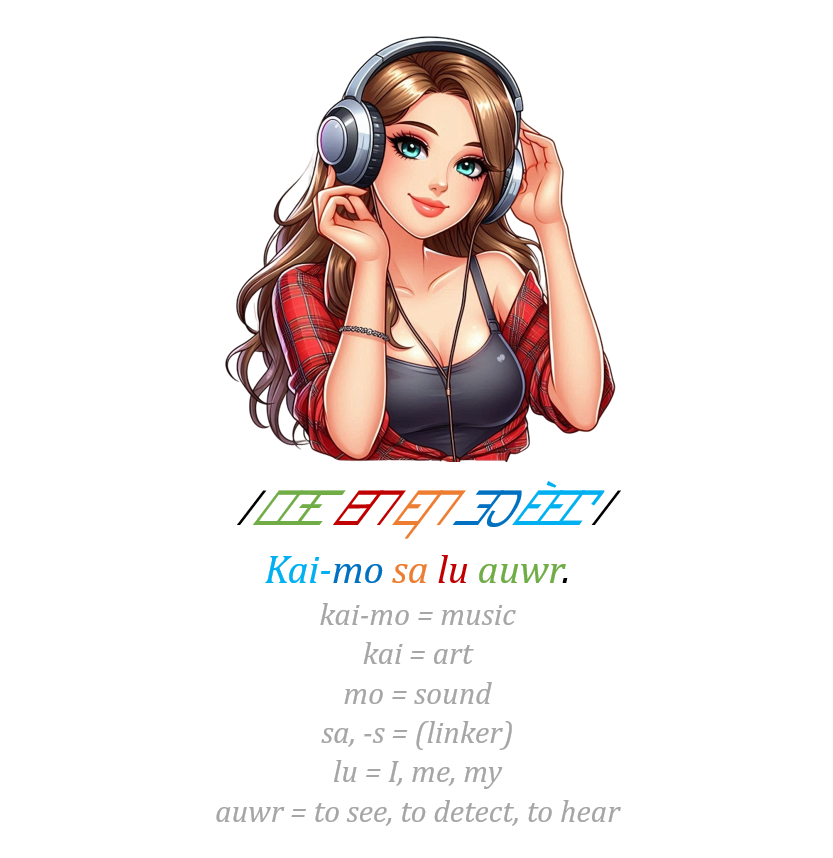 Kai-mo sa lu auwr.
kai-mo = music
kai = art
mo = sound
sa, -s = (linker)
lu = I, me, my
auwr = to see, to detect, to hear